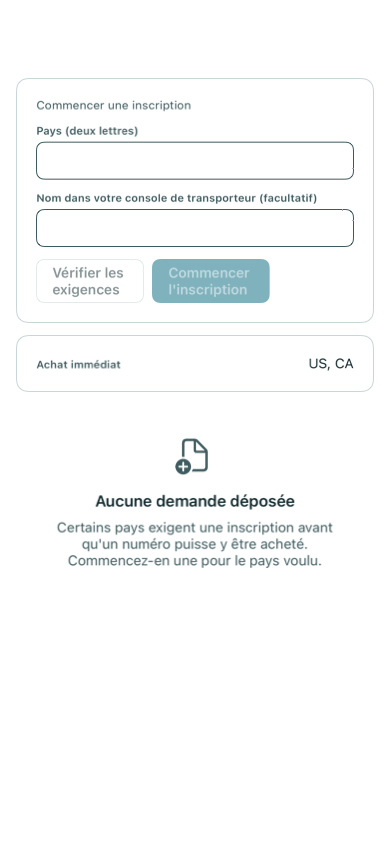 Commencer une inscription
Pays (deux lettres)
Nom dans votre console de transporteur (facultatif)
Vérifier les
exigences
Commencer
l'inscription
Achat immédiat
US, CA
Aucune demande déposée
Certains pays exigent une inscription avant
qu'un numéro puisse y être acheté.
Commencez-en une pour le pays voulu.